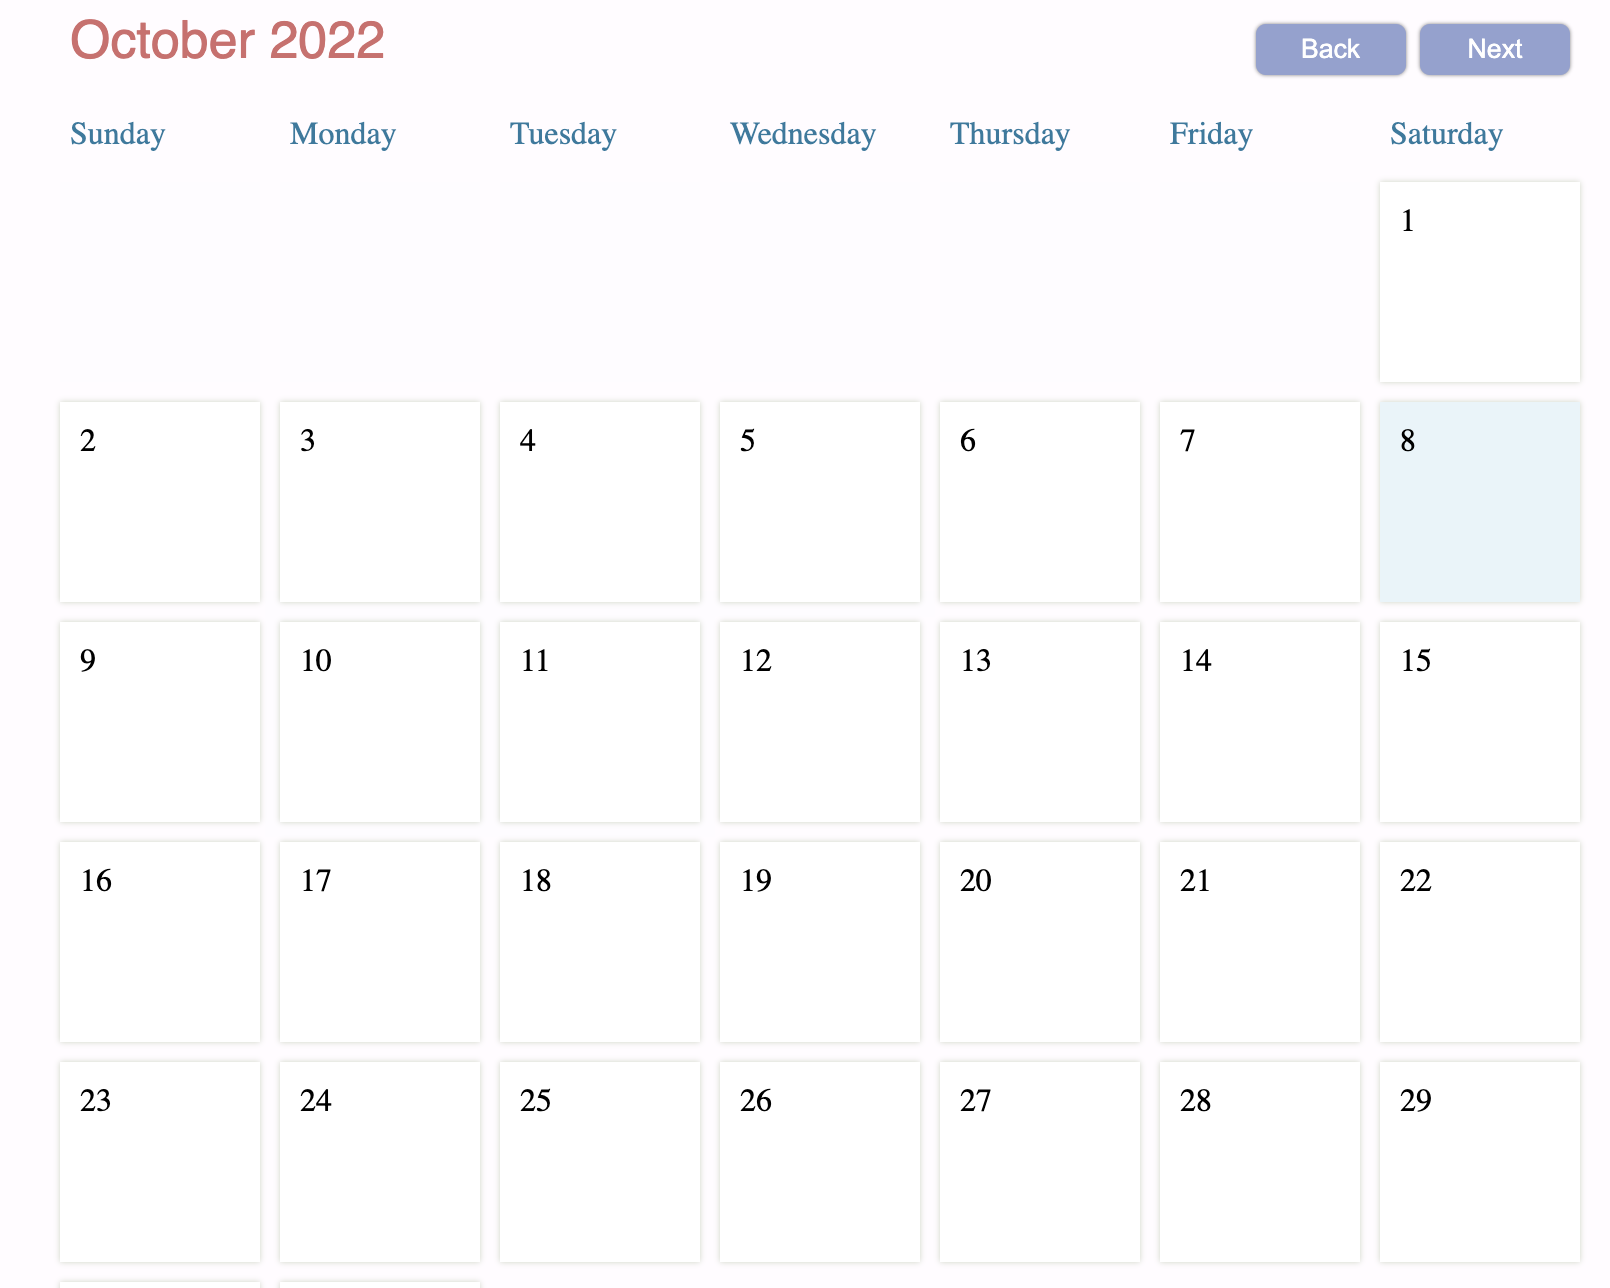 October 2022
Back Next
Sunday Monday Tuesday Wednesday Thursday Friday Saturday
1
2 3 4 5 6 7 8
9 10 11 12 13 14 15
16 17 18 19 20 21 22
23 24 25 26 27 28 29